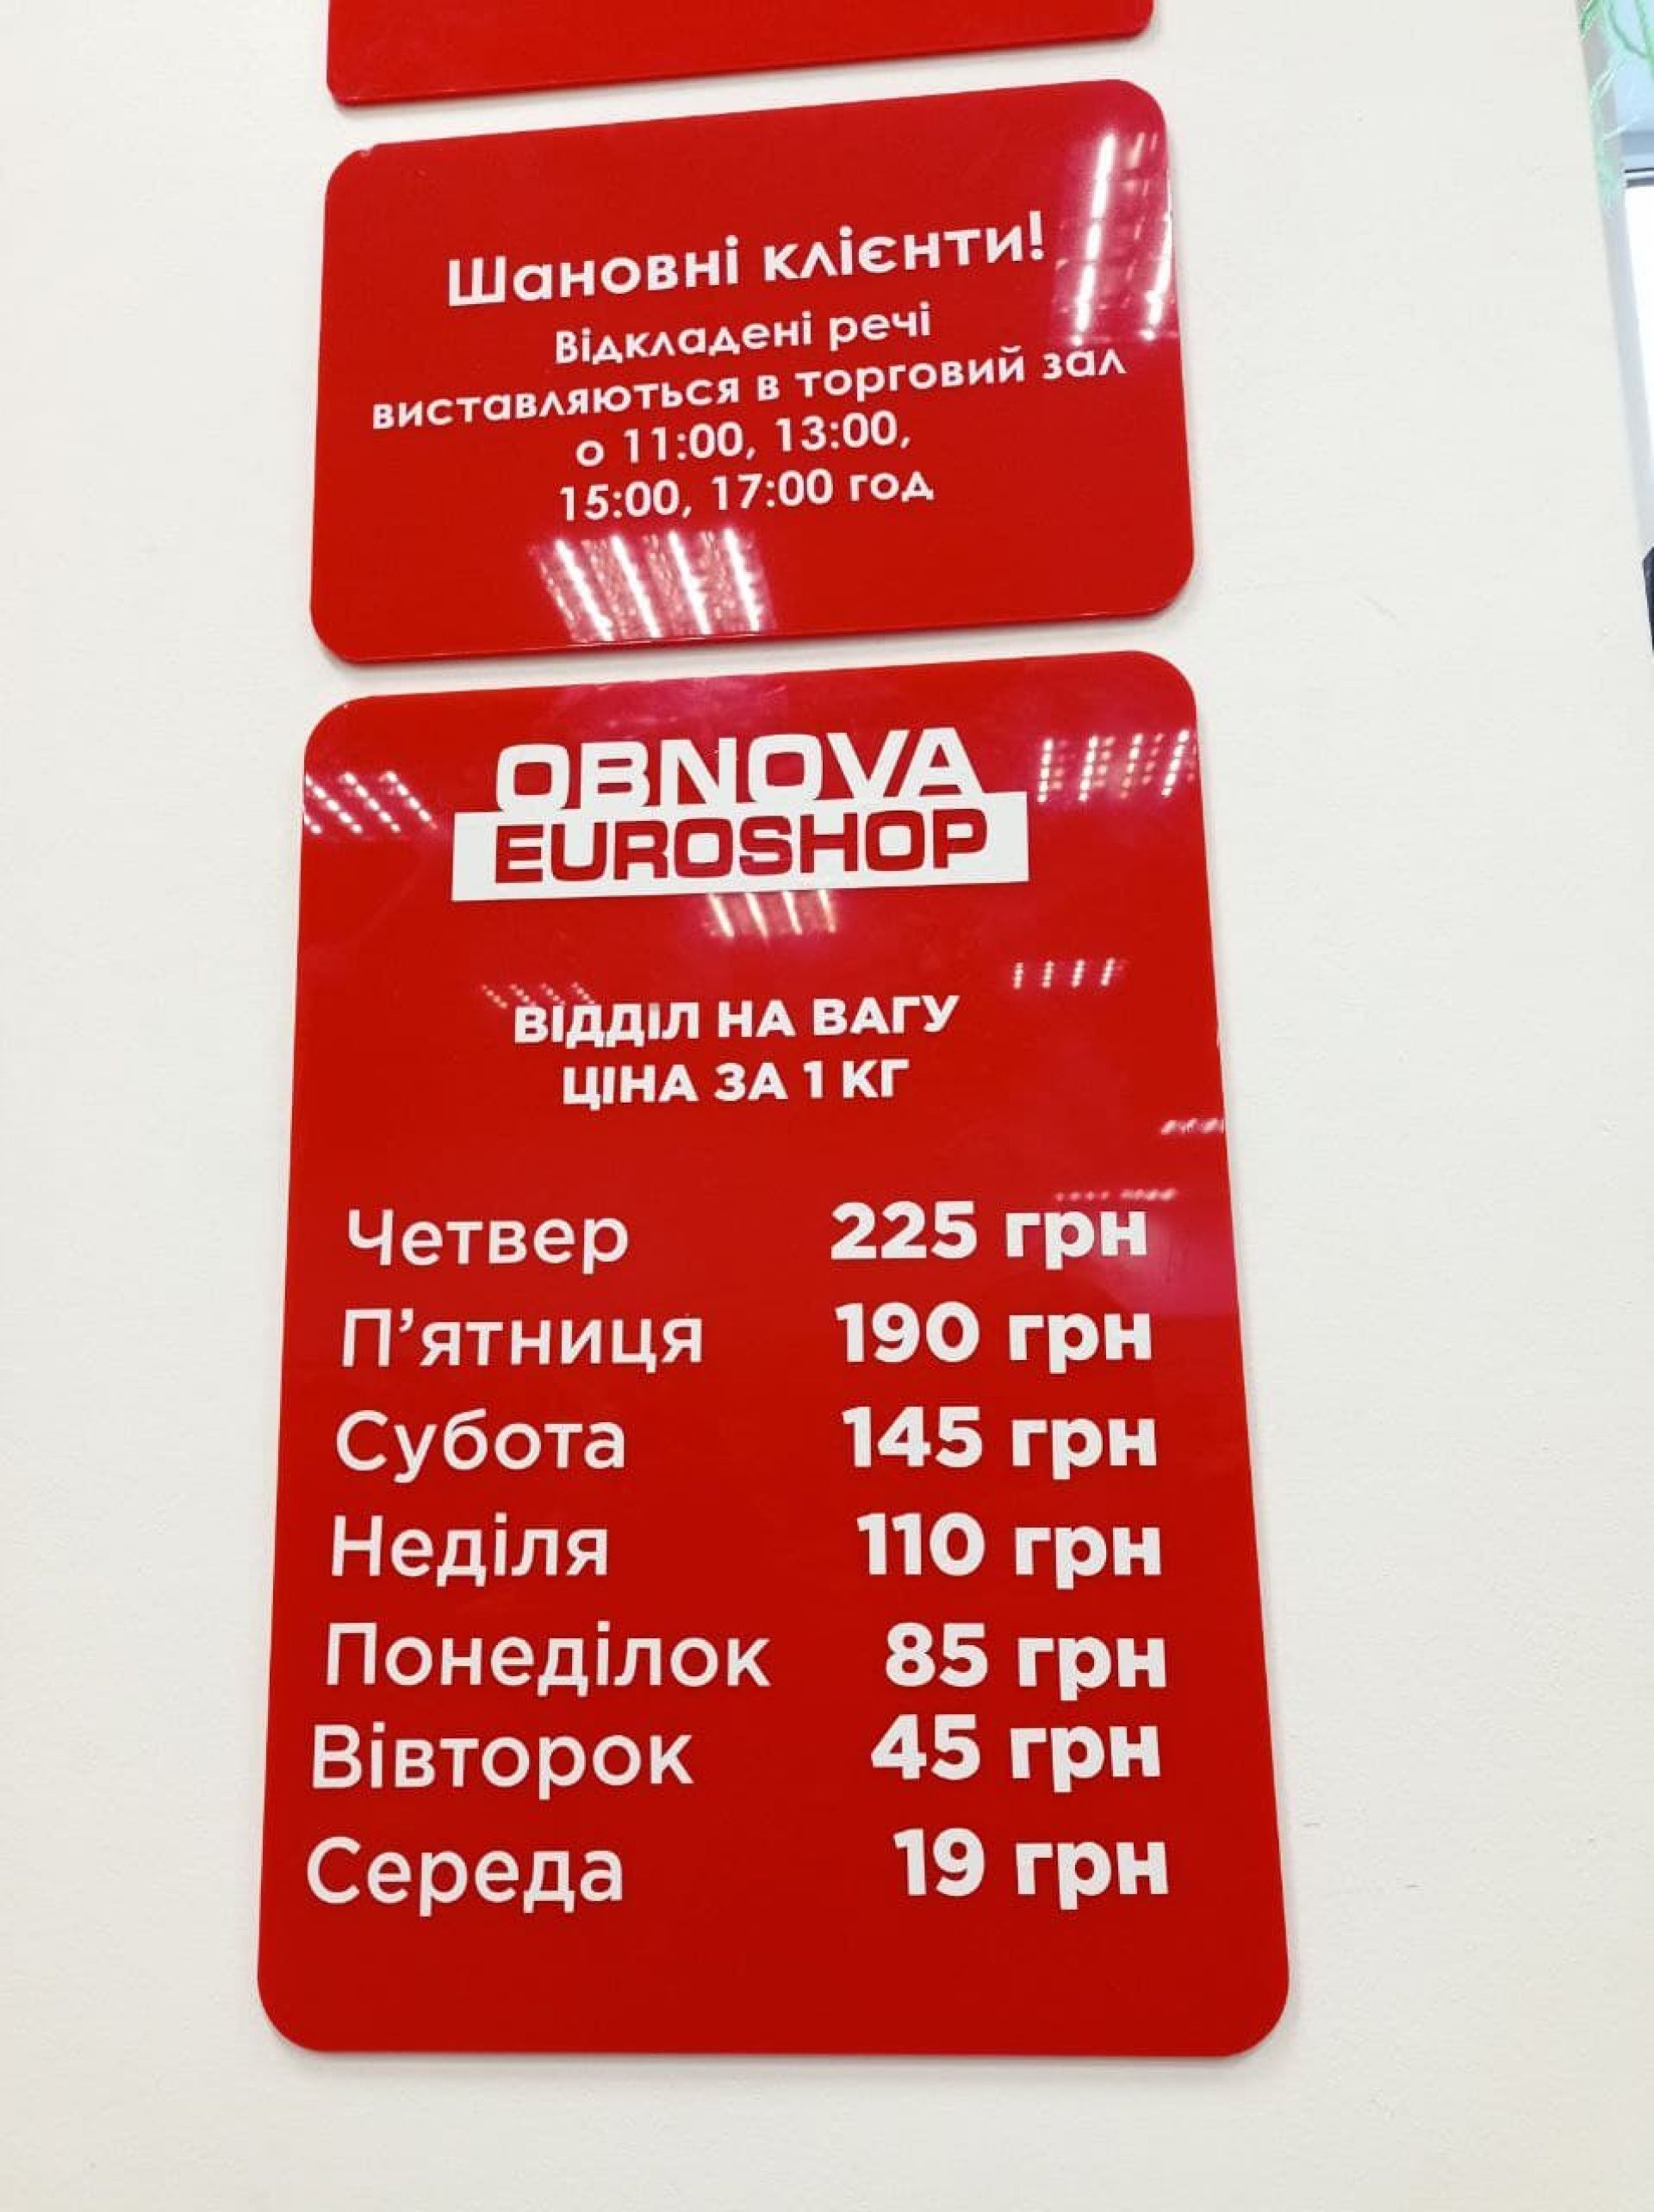 Шановні клієнти!
Відкладені речі
виставляються в торговий зал
о 11:00, 13:00,
15:00, 17:00 год
OBNOVA
EUROSHOP
ВІДДІЛ НА ВАГУ
ЦІНА ЗА 1 КГ
Четвер 225 грн
П’ятниця 190 грн
Субота 145 грн
Неділя 110 грн
Понеділок 85 грн
Вівторок 45 грн
Середа 19 грн